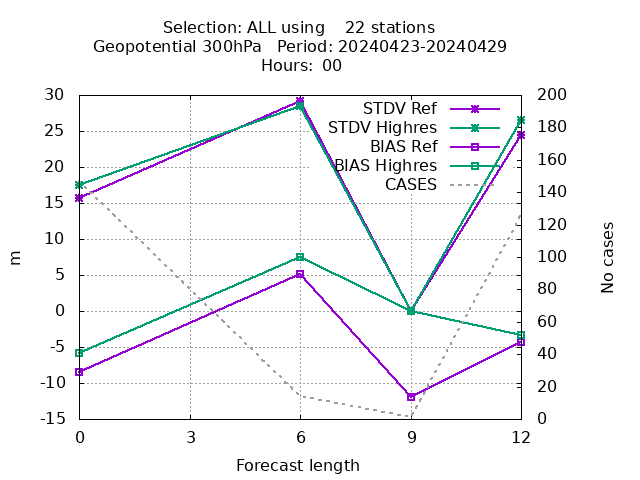 Selection: ALL using    22 stations
Geopotential 300hPa   Period: 20240423-20240429
Hours: 00
STDV Ref
STDV Highres
BIAS Ref
BIAS Highres
CASES
30
25
20
15
10
5
0
-5
-10
-15
m
200
180
160
140
120
100
80
60
40
20
0
No cases
0 3 6 9 12
Forecast length